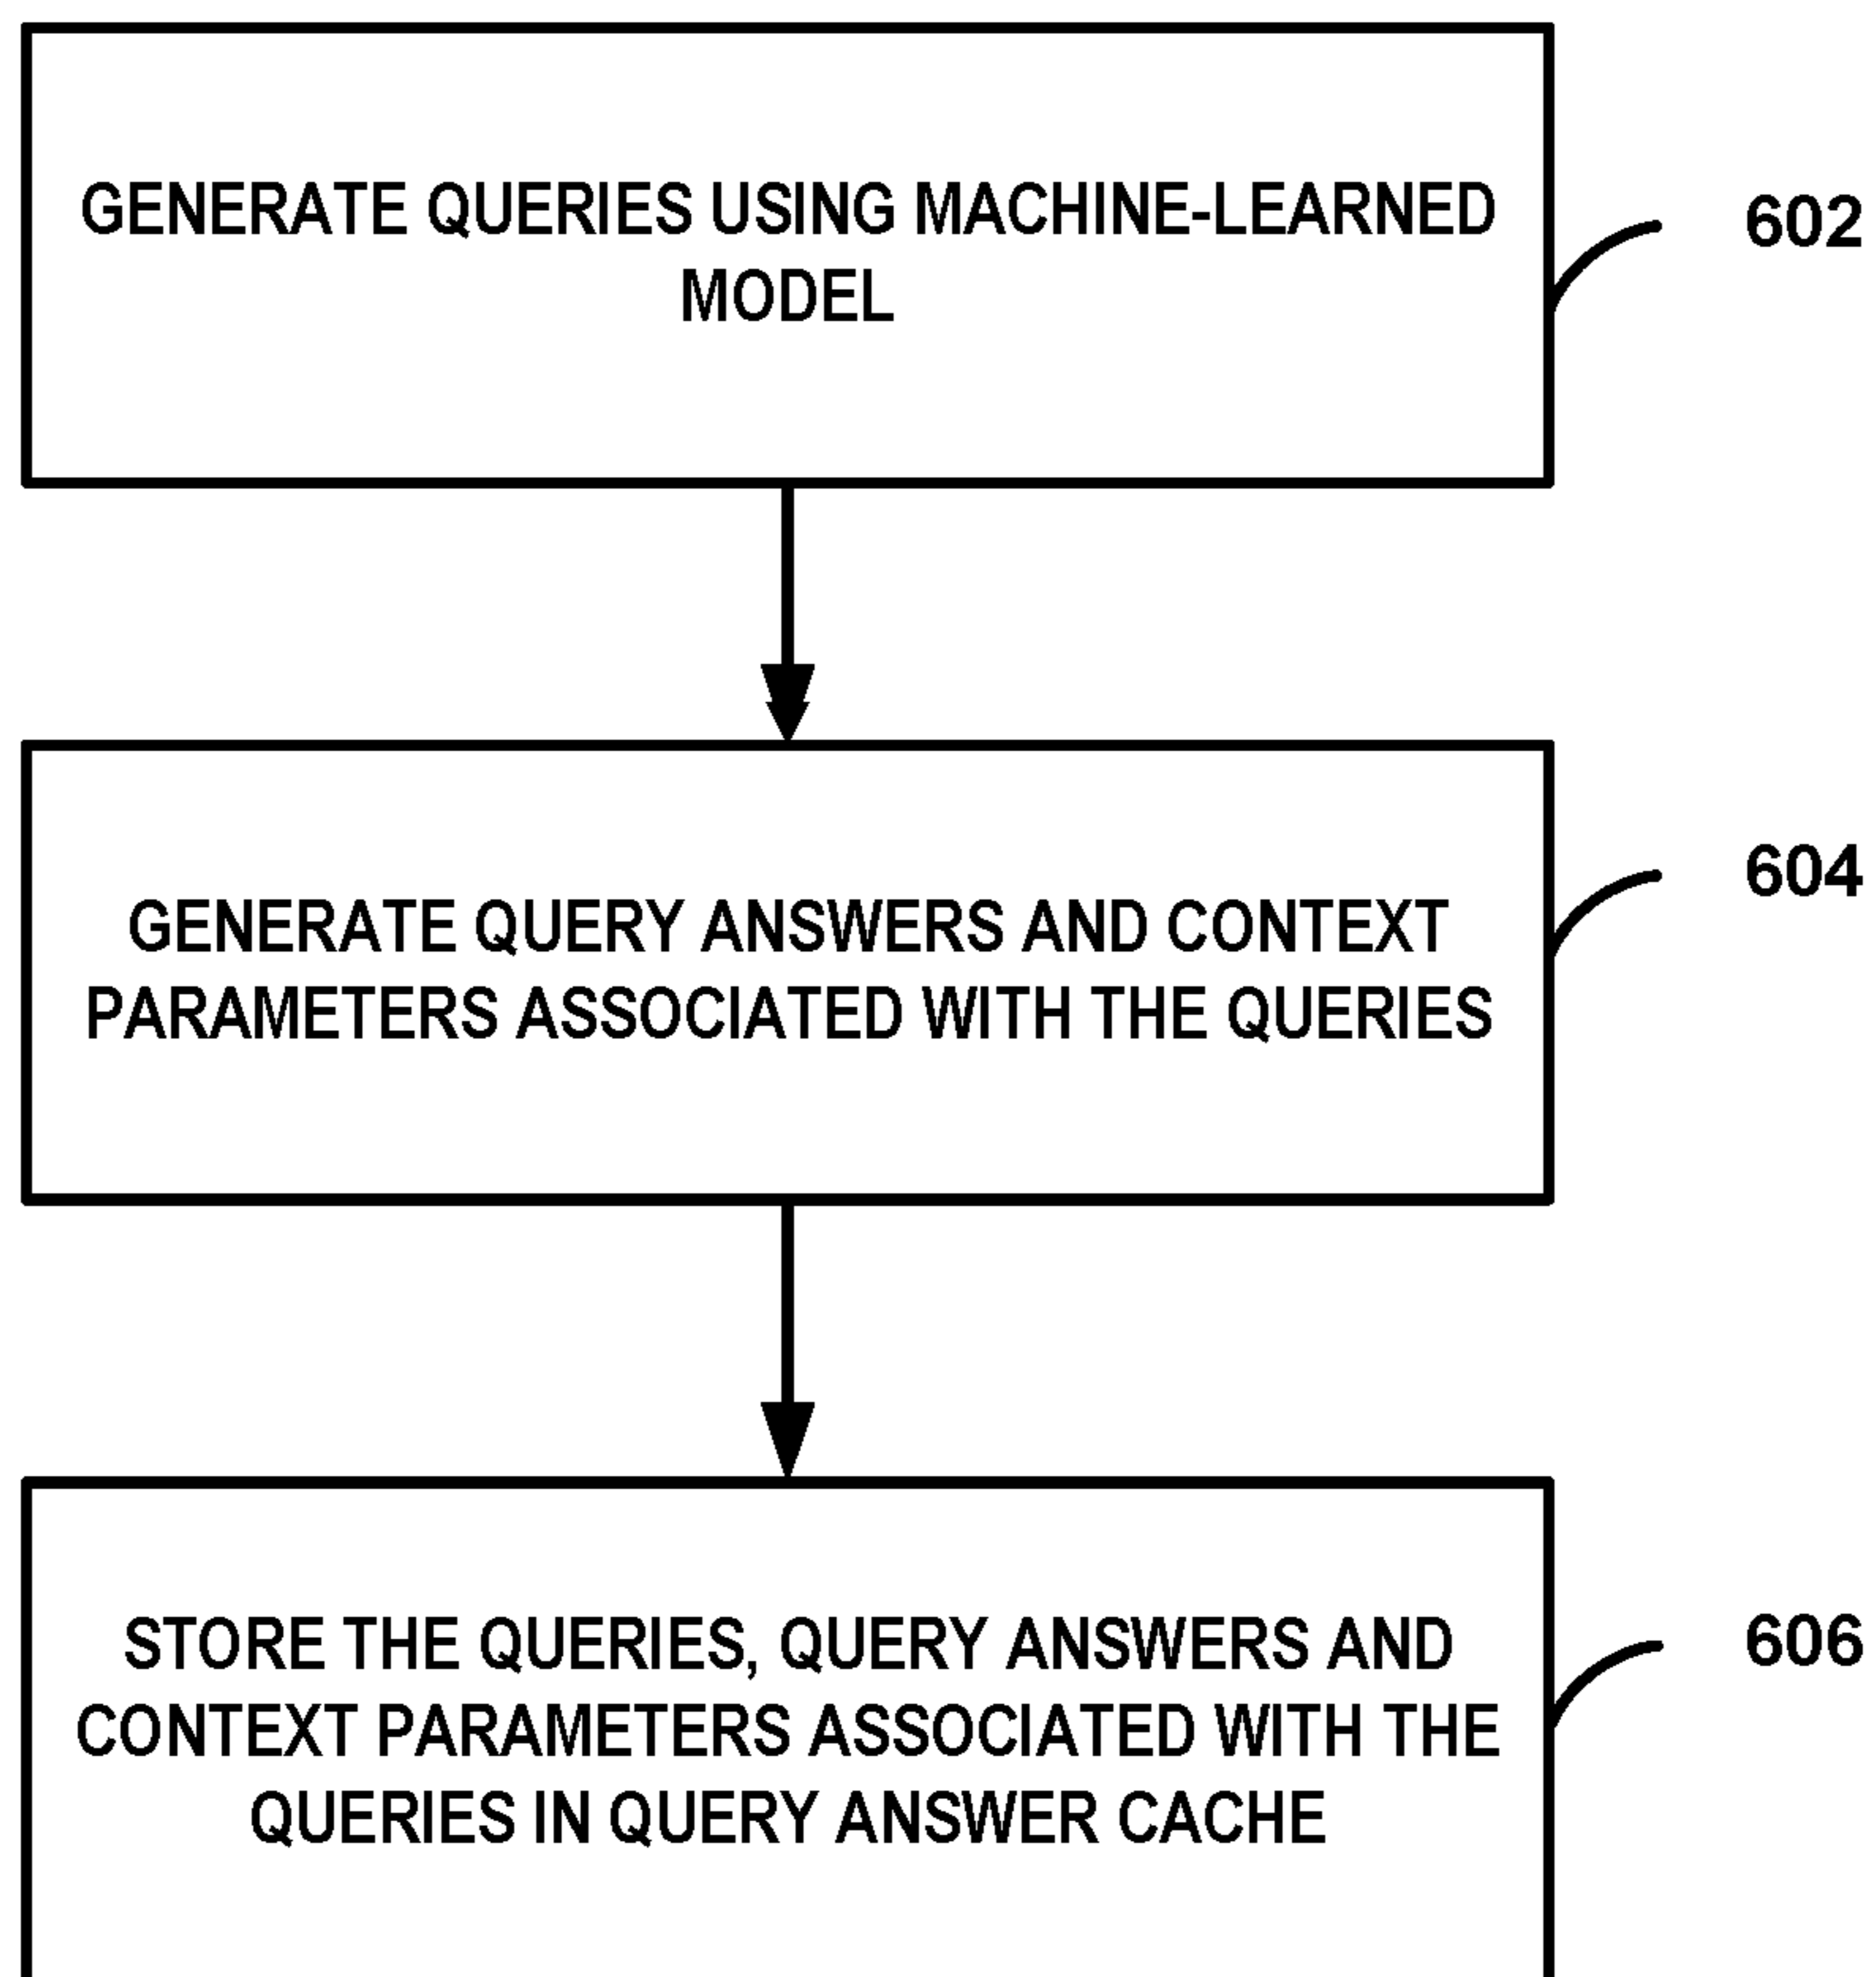 GENERATE QUERIES USING MACHINE-LEARNED
MODEL
602
GENERATE QUERY ANSWERS AND CONTEXT
PARAMETERS ASSOCIATED WITH THE QUERIES
604
STORE THE QUERIES, QUERY ANSWERS AND
CONTEXT PARAMETERS ASSOCIATED WITH THE
QUERIES IN QUERY ANSWER CACHE
606